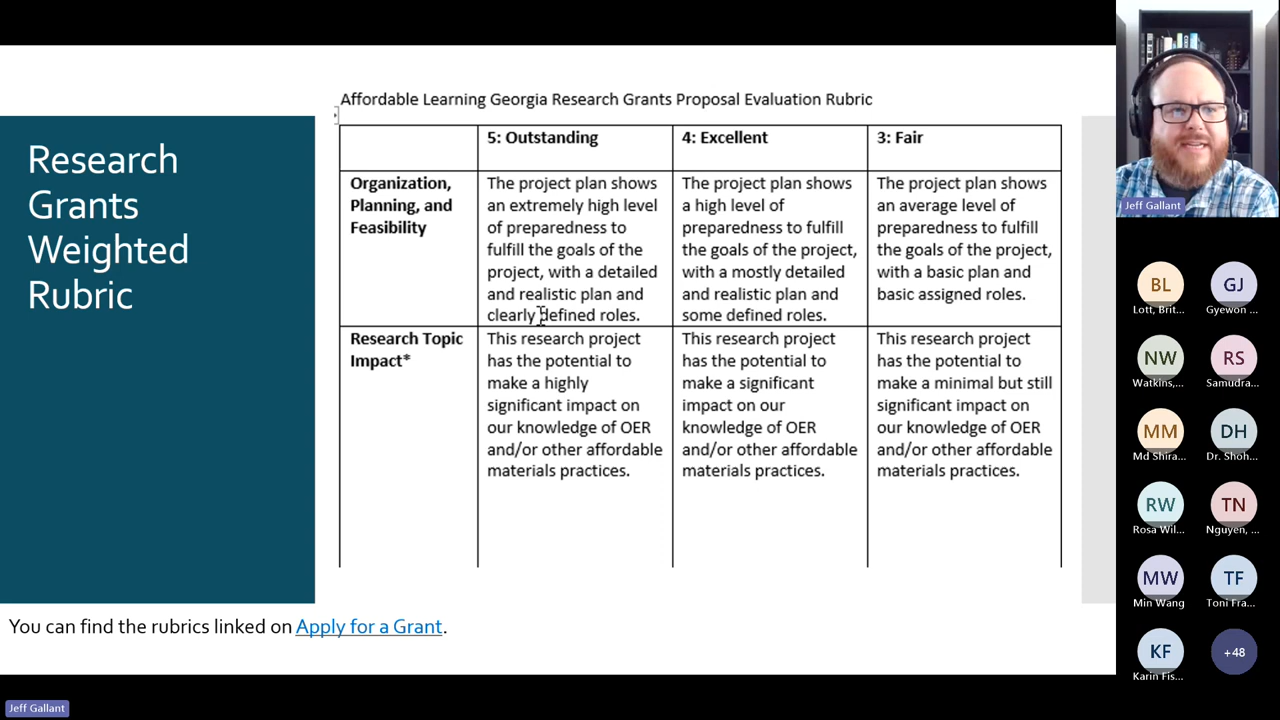 Research
Grants
Weighted
Rubric
Affordable Learning Georgia Research Grants Proposal Evaluation Rubric
5: Outstanding
4: Excellent
3: Fair
Organization,
Planning, and
Feasibility
The project plan shows
an extremely high level
of preparedness to
fulfill the goals of the
project, with a detailed
and realistic plan and
clearly defined roles.
The project plan shows
a high level of
preparedness to fulfill
the goals of the project,
with a mostly detailed
and realistic plan and
some defined roles.
The project plan shows
an average level of
preparedness to fulfill
the goals of the project,
with a basic plan and
basic assigned roles.
Research Topic
Impact*
This research project
has the potential to
make a highly
significant impact on
our knowledge of OER
and/or other affordable
materials practices.
This research project
has the potential to
make a significant
impact on our
knowledge of OER
and/or other affordable
materials practices.
This research project
has the potential to
make a minimal but still
significant impact on
our knowledge of OER
and/or other affordable
materials practices.
You can find the rubrics linked on Apply for a Grant.
Jeff Gallant
BL
Lott, Brit...
GJ
Gyewon ...
NW
Watkins,...
RS
Samudra...
MM
Md Shira...
DH
Dr. Shoh...
RW
Rosa Wil...
TN
Nguyen, ...
MW
Min Wang
TF
Toni Fra...
KF
Karin Fis...
+48
Jeff Gallant